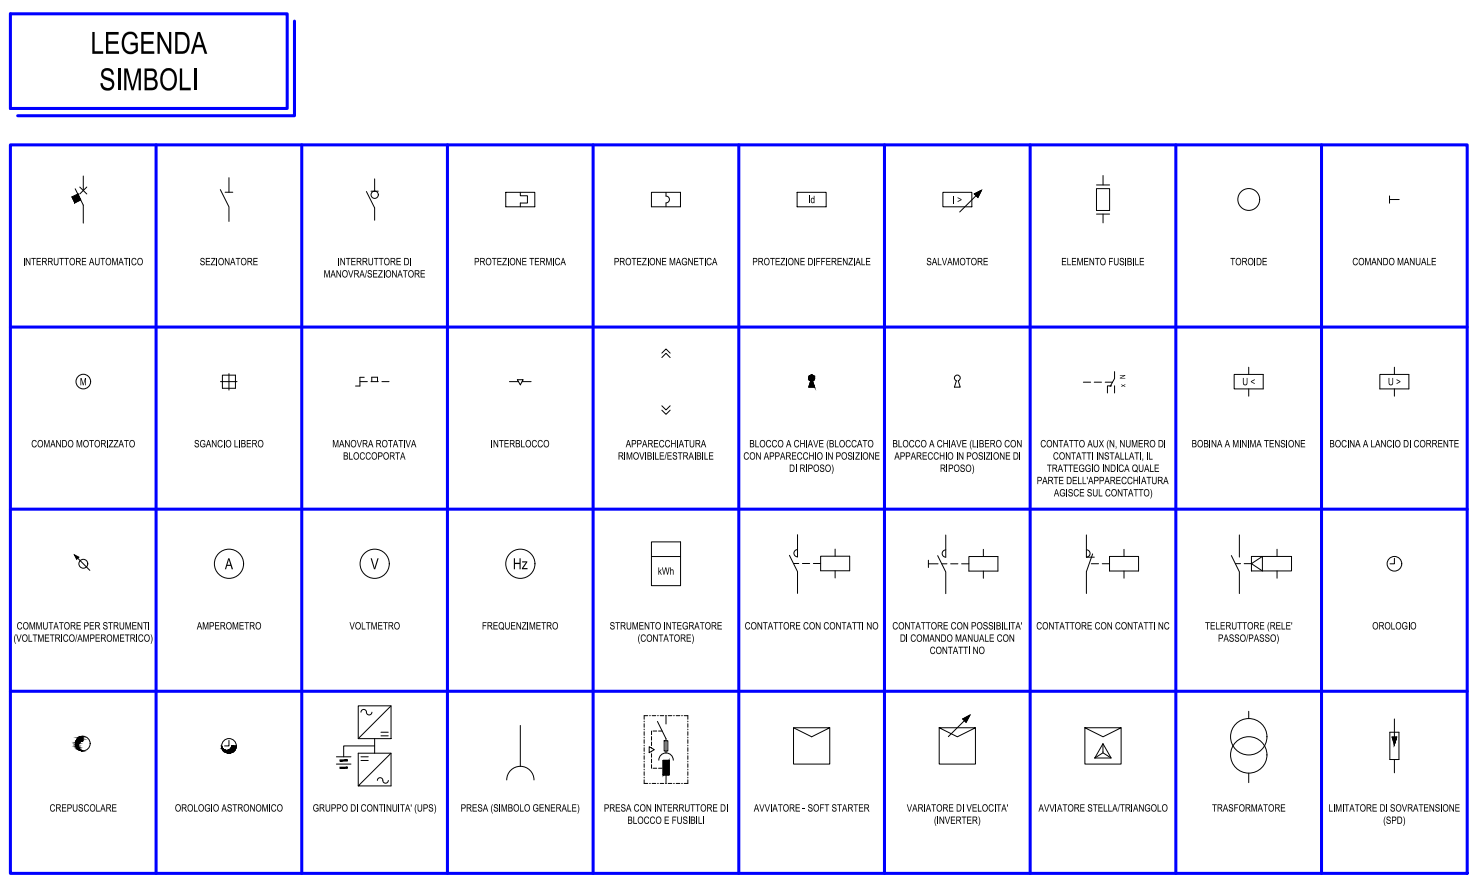 LEGENDA
SIMBOLI
INTERRUTTORE AUTOMATICO
SEZIONATORE
INTERRUTTORE DI
MANOVRA/SEZIONATORE
PROTEZIONE TERMICA
PROTEZIONE MAGNETICA
Id
PROTEZIONE DIFFERENZIALE
I >
SALVAMOTORE
ELEMENTO FUSIBILE
TOROIDE
COMANDO MANUALE
M
COMANDO MOTORIZZATO
SGANCIO LIBERO
MANOVRA ROTATIVA
BLOCCOPORTA
INTERBLOCCO
APPARECCHIATURA
RIMOVIBILE/ESTRAIBILE
BLOCCO A CHIAVE (BLOCCATO
CON APPARECCHIO IN POSIZIONE
DI RIPOSO)
BLOCCO A CHIAVE (LIBERO CON
APPARECCHIO IN POSIZIONE DI
RIPOSO)
x N
CONTATTO AUX (N, NUMERO DI
CONTATTI INSTALLATI, IL
TRATTEGGIO INDICA QUALE
PARTE DELL'APPARECCHIATURA
AGISCE SUL CONTATTO)
U <
BOBINA A MINIMA TENSIONE
U >
BOCINA A LANCIO DI CORRENTE
COMMUTATORE PER STRUMENTI
(VOLTMETRICO/AMPEROMETRICO)
A
AMPEROMETRO
V
VOLTMETRO
Hz
FREQUENZIMETRO
kWh
STRUMENTO INTEGRATORE
(CONTATORE)
CONTATTORE CON CONTATTI NO
CONTATTORE CON POSSIBILITA'
DI COMANDO MANUALE CON
CONTATTI NO
CONTATTORE CON CONTATTI NC
TELERUTTORE (RELE'
PASSO/PASSO)
OROLOGIO
CREPUSCOLARE
OROLOGIO ASTRONOMICO
GRUPPO DI CONTINUITA' (UPS)
PRESA (SIMBOLO GENERALE)
PRESA CON INTERRUTTORE DI
BLOCCO E FUSIBILI
AVVIATORE - SOFT STARTER
VARIATORE DI VELOCITA'
(INVERTER)
AVVIATORE STELLA/TRIANGOLO
TRASFORMATORE
LIMITATORE DI SOVRATENSIONE
(SPD)